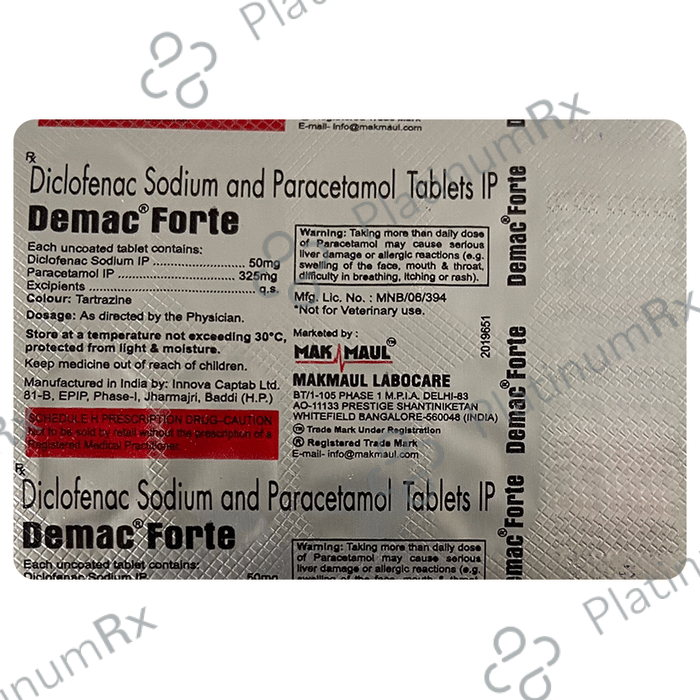 E-mail- info@makmaul.com
Rx
Diclofenac Sodium and Paracetamol Tablets IP
Demac® Forte
Each uncoated tablet contains:
Diclofenac Sodium IP ........................ 50mg
Paracetamol IP ................................ 325mg
Excipients ........................................ q.s.
Colour: Tartrazine
Dosage: As directed by the Physician.
Store at a temperature not exceeding 30°C,
protected from light & moisture.
Keep medicine out of reach of children.
Manufactured in India by: Innova Captab Ltd.
81-B, EPIP, Phase-I, Jharmajri, Baddi (H.P.)
SCHEDULE H PRESCRIPTION DRUG-CAUTION
Not to be sold by retail without the prescription of a
Registered Medical Practitioner.
Warning: Taking more than daily dose
of Paracetamol may cause serious
liver damage or allergic reactions (e.g.
swelling of the face, mouth & throat,
difficulty in breathing, itching or rash).
Mfg. Lic. No. : MNB/06/394
*Not for Veterinary use.
Marketed by :
MAK MAUL™
MAKMAUL LABOCARE
BT/1-105 PHASE 1 M.P.I.A. DELHI-83
AO-11133 PRESTIGE SHANTINIKETAN
WHITEFIELD BANGALORE-560048 (INDIA)
™ Trade Mark Under Registration
® Registered Trade Mark
E-mail- info@makmaul.com
2019651
Demac® Forte
Demac® Forte
Demac® Forte
Rx
Diclofenac Sodium and Paracetamol Tablets IP
Demac® Forte
Each uncoated tablet contains:
Diclofenac Sodium IP 50mg
Warning: Taking more than daily dose
of Paracetamol may cause serious
liver damage or allergic reactions (e.g.
swelling of the face, mouth & throat
PlatinumRx
PlatinumRx
PlatinumRx
PlatinumRx
PlatinumRx